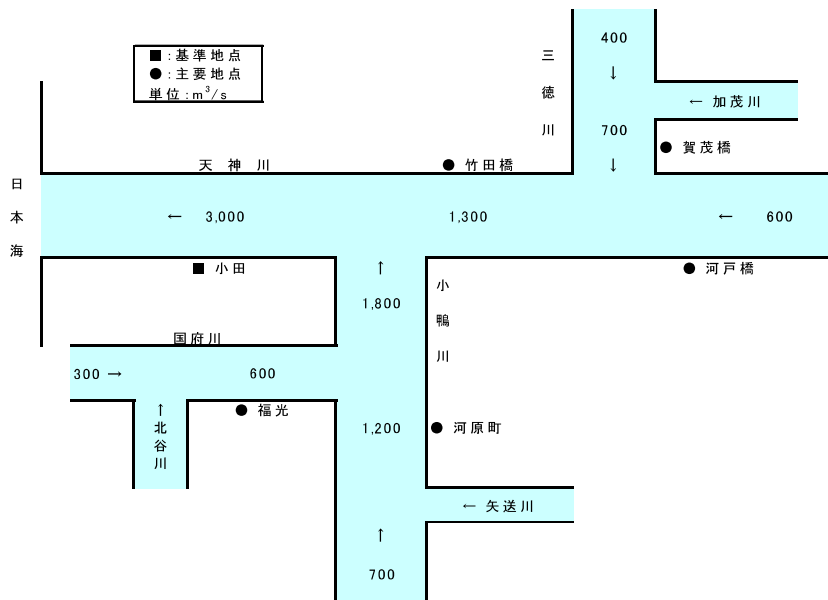 ■:基準地点
●:主要地点
単位:m³/s
三徳川
400
↓
← 加茂川
700
↓
● 賀茂橋
天神川
● 竹田橋
日本海
← 3,000
1,300
← 600
■ 小田
↑
1,800
小鴨川
● 河戸橋
国府川
300 →
600
● 福光
↑
北谷川
1,200
● 河原町
← 矢送川
↑
700